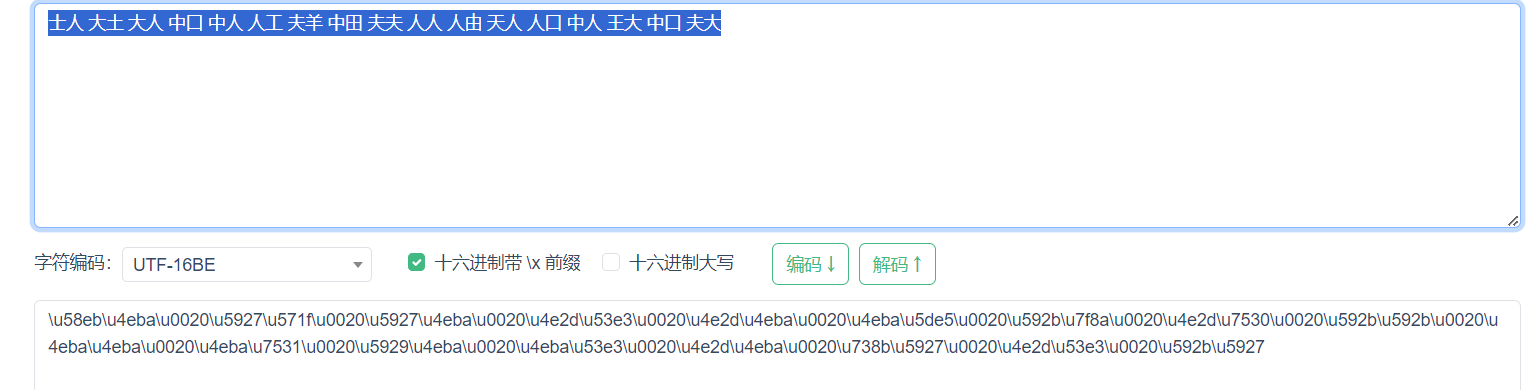 士人 大土 大人 中口 中人 人工 夫羊 中田 夫夫 人人 人由 天人 人口 中人 王大 中口 夫大
字符编码: UTF-16BE 十六进制带 \x 前缀 十六进制大写 编码↓ 解码↑
\u58eb\u4eba\u0020\u5927\u571f\u0020\u5927\u4eba\u0020\u4e2d\u53e3\u0020\u4e2d\u4eba\u0020\u4eba\u5de5\u0020\u592b\u7f8a\u0020\u4e2d\u7530\u0020\u592b\u592b\u0020\u
4eba\u4eba\u0020\u4eba\u7531\u0020\u5929\u4eba\u0020\u4eba\u53e3\u0020\u4e2d\u4eba\u0020\u738b\u5927\u0020\u4e2d\u53e3\u0020\u592b\u5927